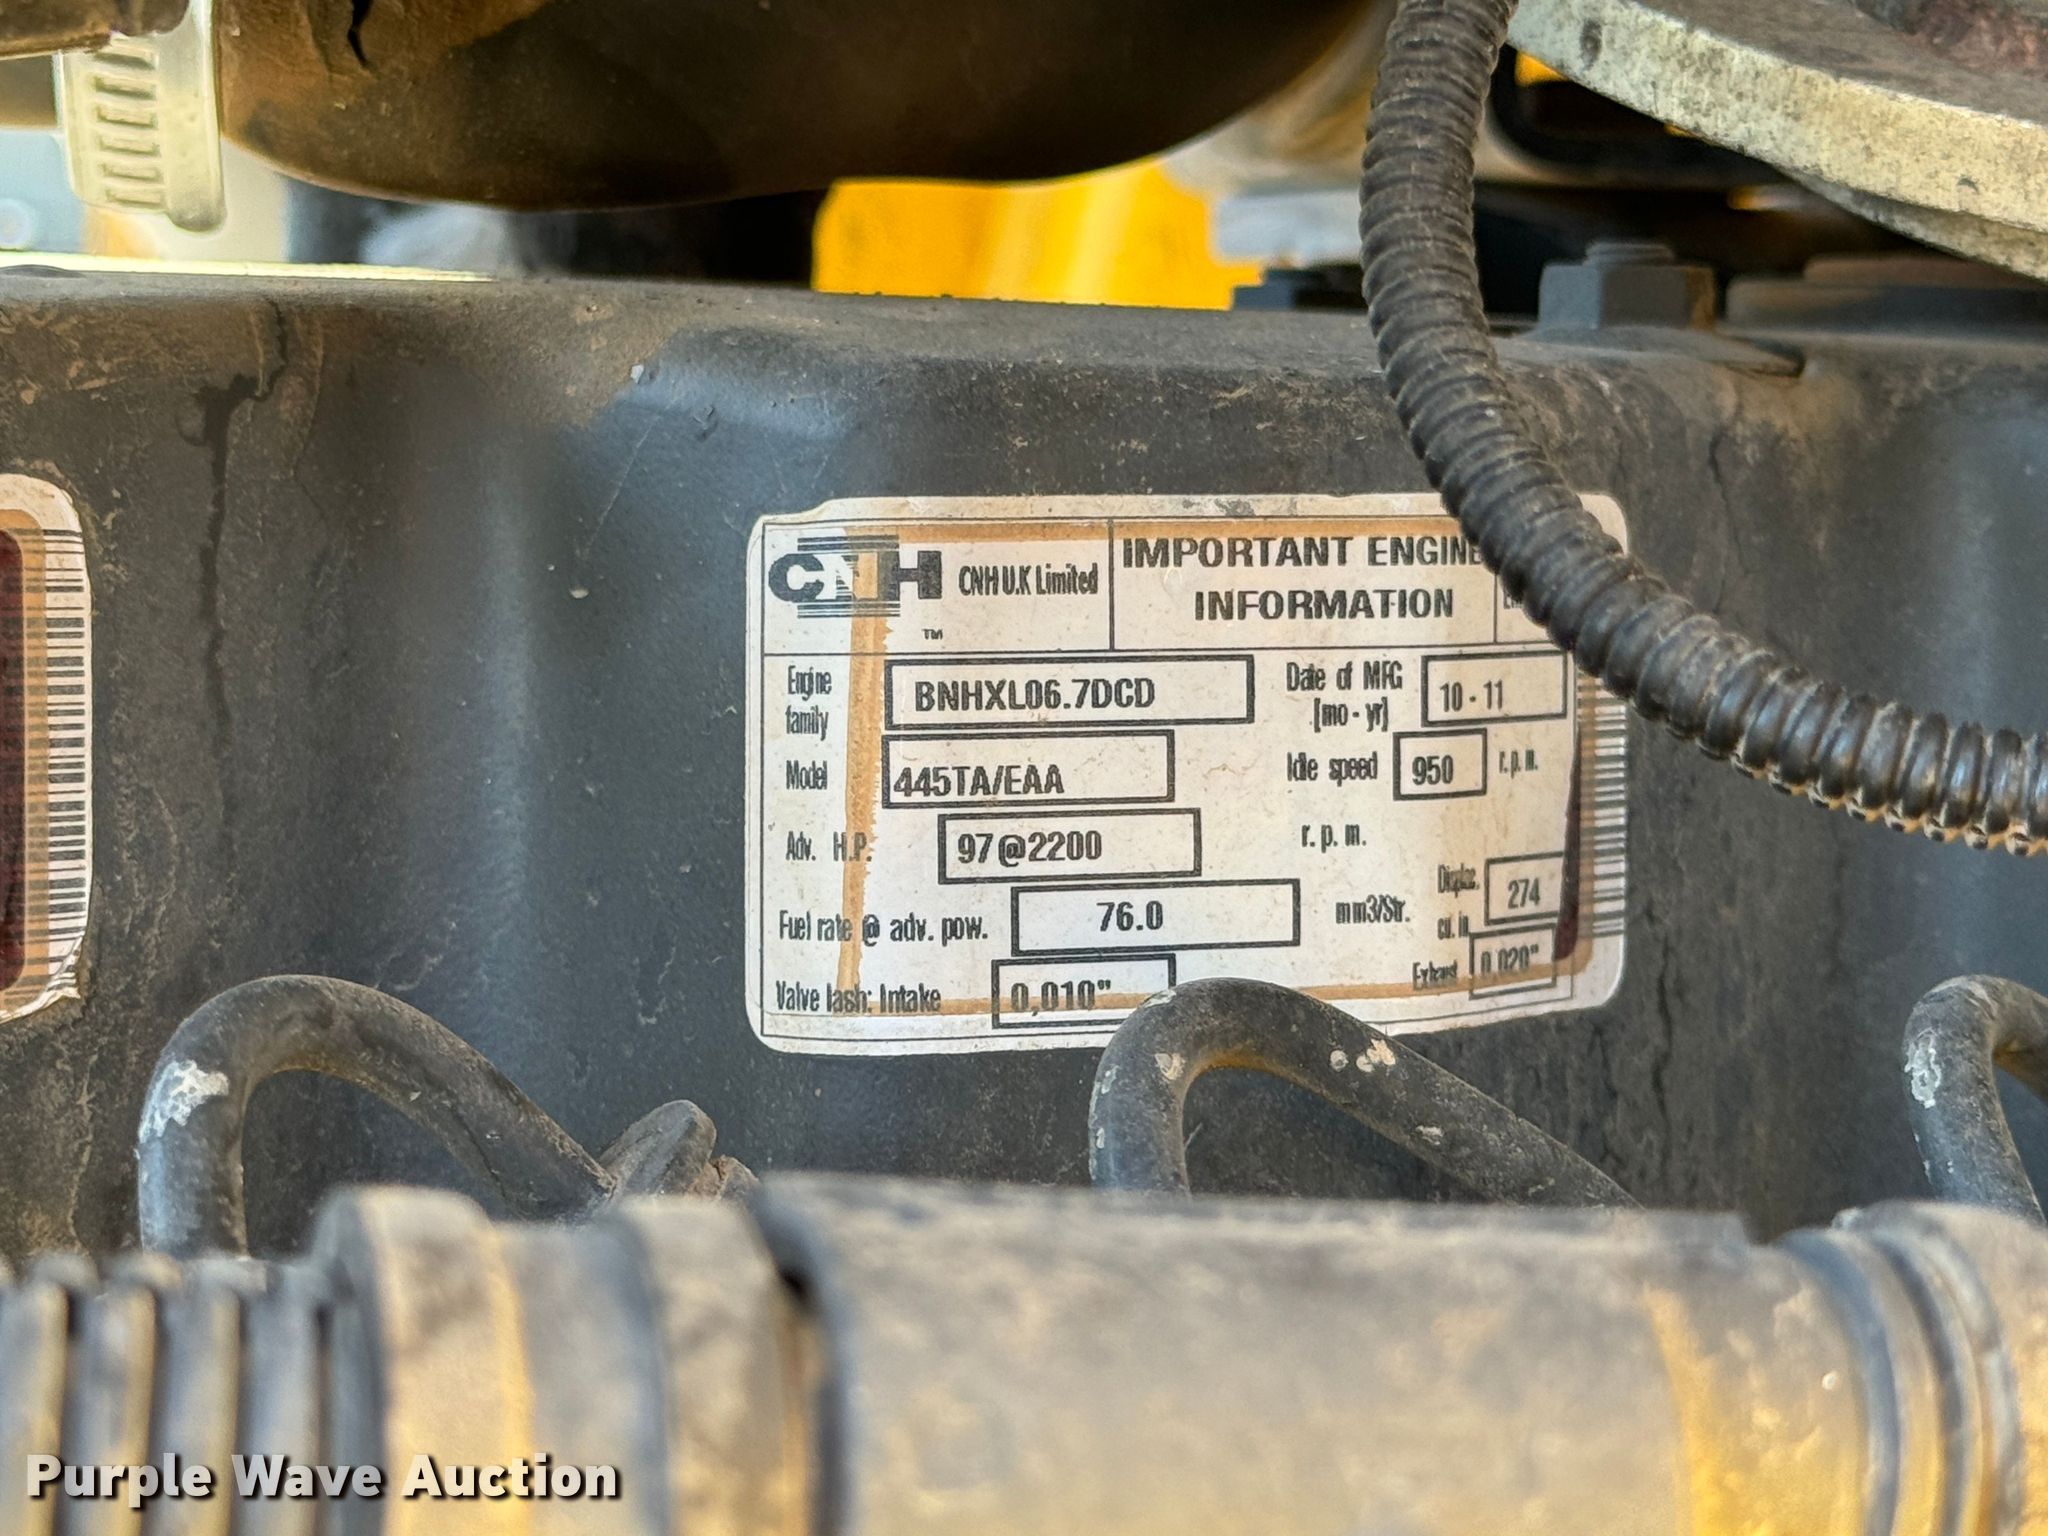 CNH CNH U.K Limited
TM
IMPORTANT ENGINE
INFORMATION
Engine family BNHXL06.7DCD
Date of MFG [mo - yr] 10 - 11
Model 445TA/EAA
Idle speed 950 r.p.m.
Adv. H.P. 97@2200 r.p.m.
Displac. cu. in. 274
Fuel rate @ adv. pow. 76.0 mm3/Str.
Valve lash: Intake 0,010"
Exhaust 0,020"
Purple Wave Auction